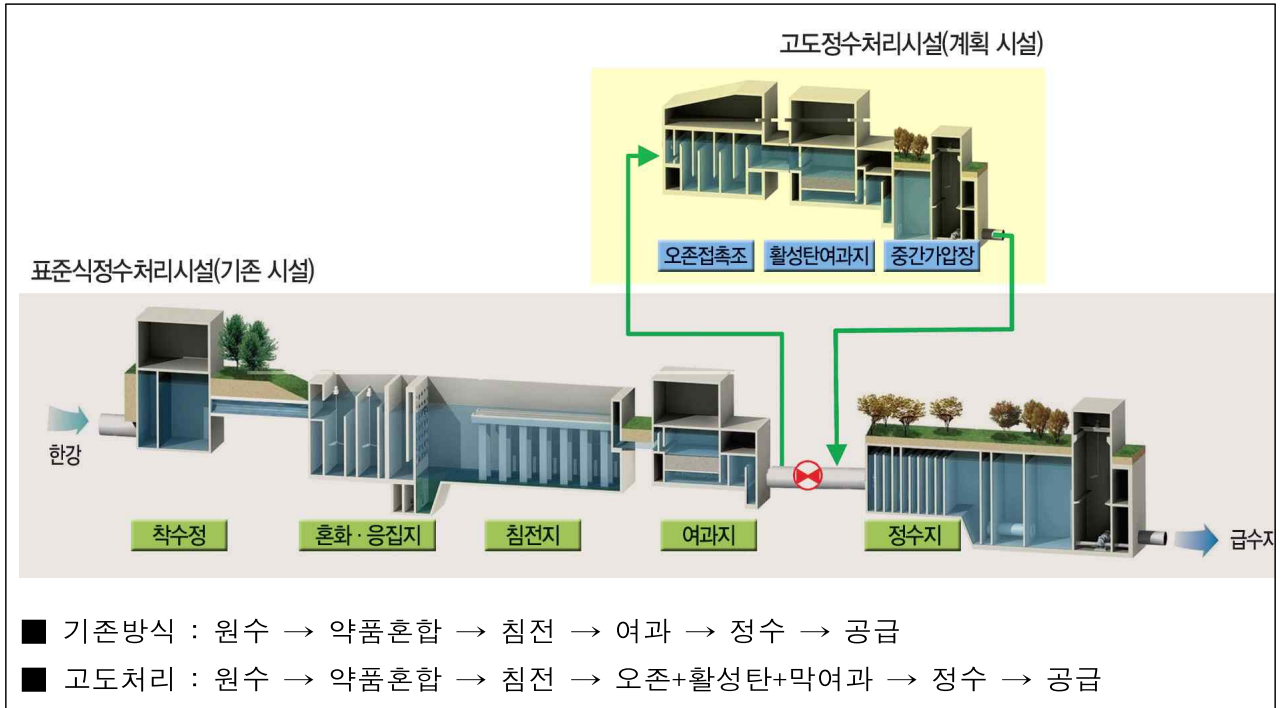 고도정수처리시설(계획 시설)
오존접촉조 활성탄여과지 중간가압장
표준식정수처리시설(기존 시설)
한강
착수정 혼화·응집지 침전지 여과지 정수지
급수지
■ 기존방식 : 원수 → 약품혼합 → 침전 → 여과 → 정수 → 공급
■ 고도처리 : 원수 → 약품혼합 → 침전 → 오존+활성탄+막여과 → 정수 → 공급